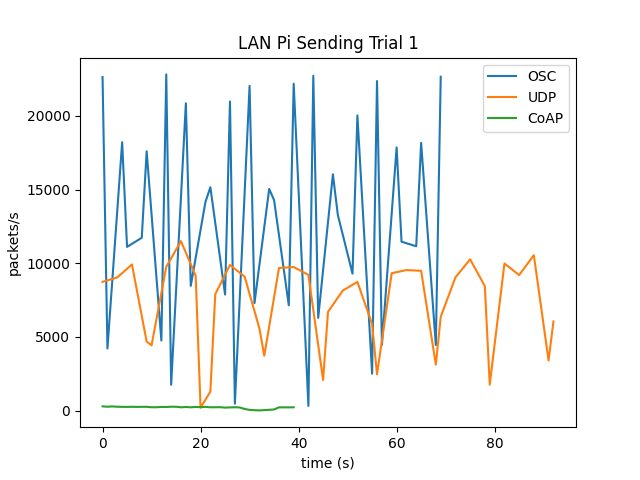 LAN Pi Sending Trial 1
OSC
UDP
CoAP
packets/s
20000
15000
10000
5000
0
0 20 40 60 80
time (s)